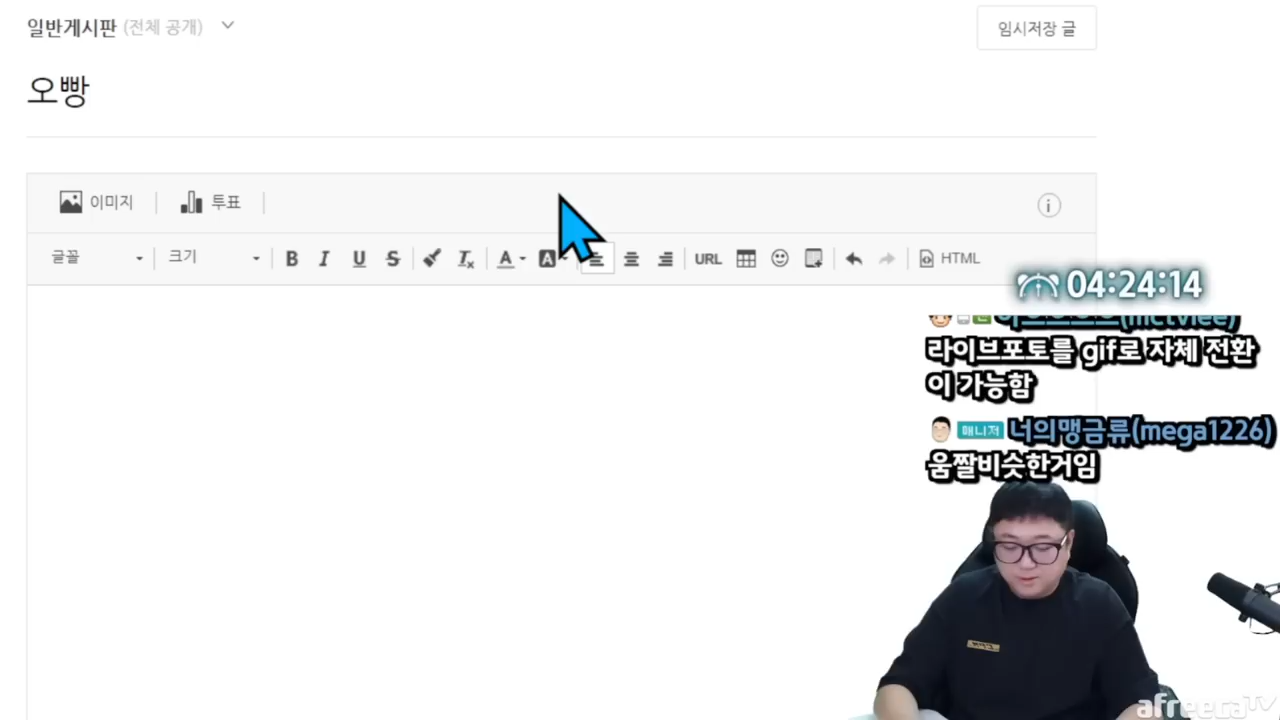 일반게시판 (전체 공개)
임시저장 글
오빵
이미지
투표
글꼴
크기
B I U S
URL
HTML
04:24:14
(mctvlee)
라이브포토를 gif로 자체 전환
이 가능함
매니저 너의맹금류(mega1226)
움짤비슷한거임
afreecaTV